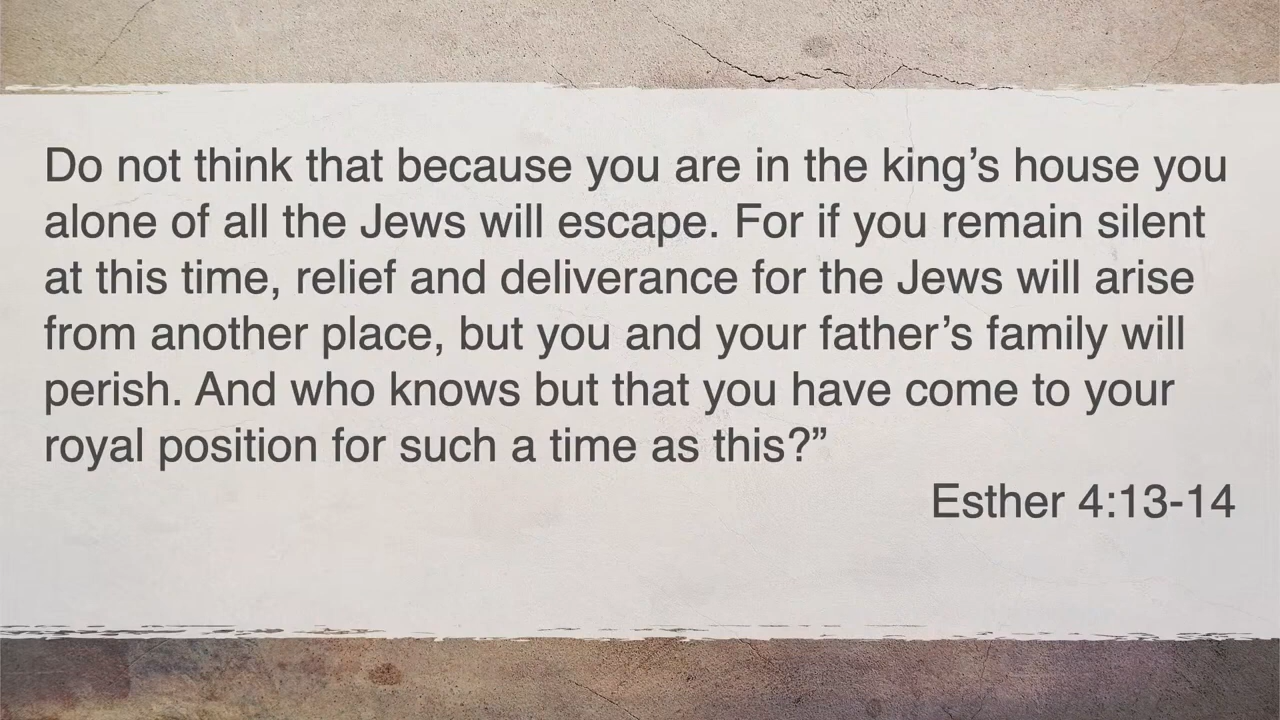 Do not think that because you are in the king’s house you
alone of all the Jews will escape. For if you remain silent
at this time, relief and deliverance for the Jews will arise
from another place, but you and your father’s family will
perish. And who knows but that you have come to your
royal position for such a time as this?”
Esther 4:13-14